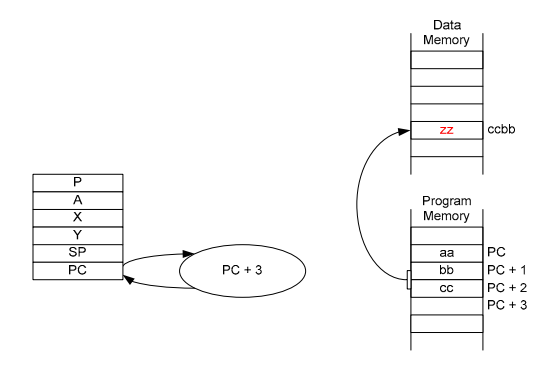 Data
Memory
zz ccbb
P
A
X
Y
SP
PC
PC + 3
Program
Memory
aa PC
bb PC + 1
cc PC + 2
PC + 3